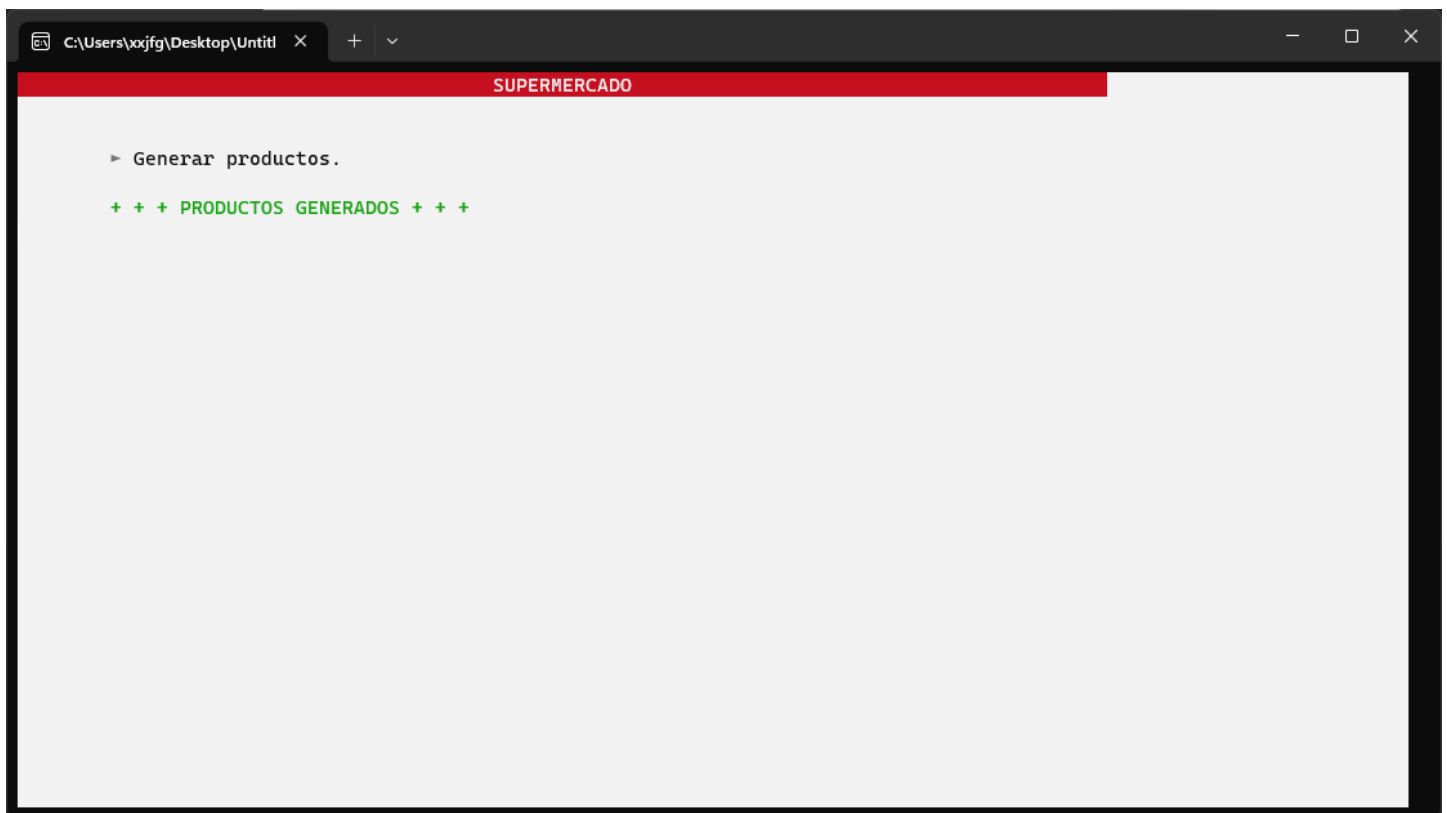 C:\Users\xxjfg\Desktop\Untitl
SUPERMERCADO
► Generar productos.
+ + + PRODUCTOS GENERADOS + + +